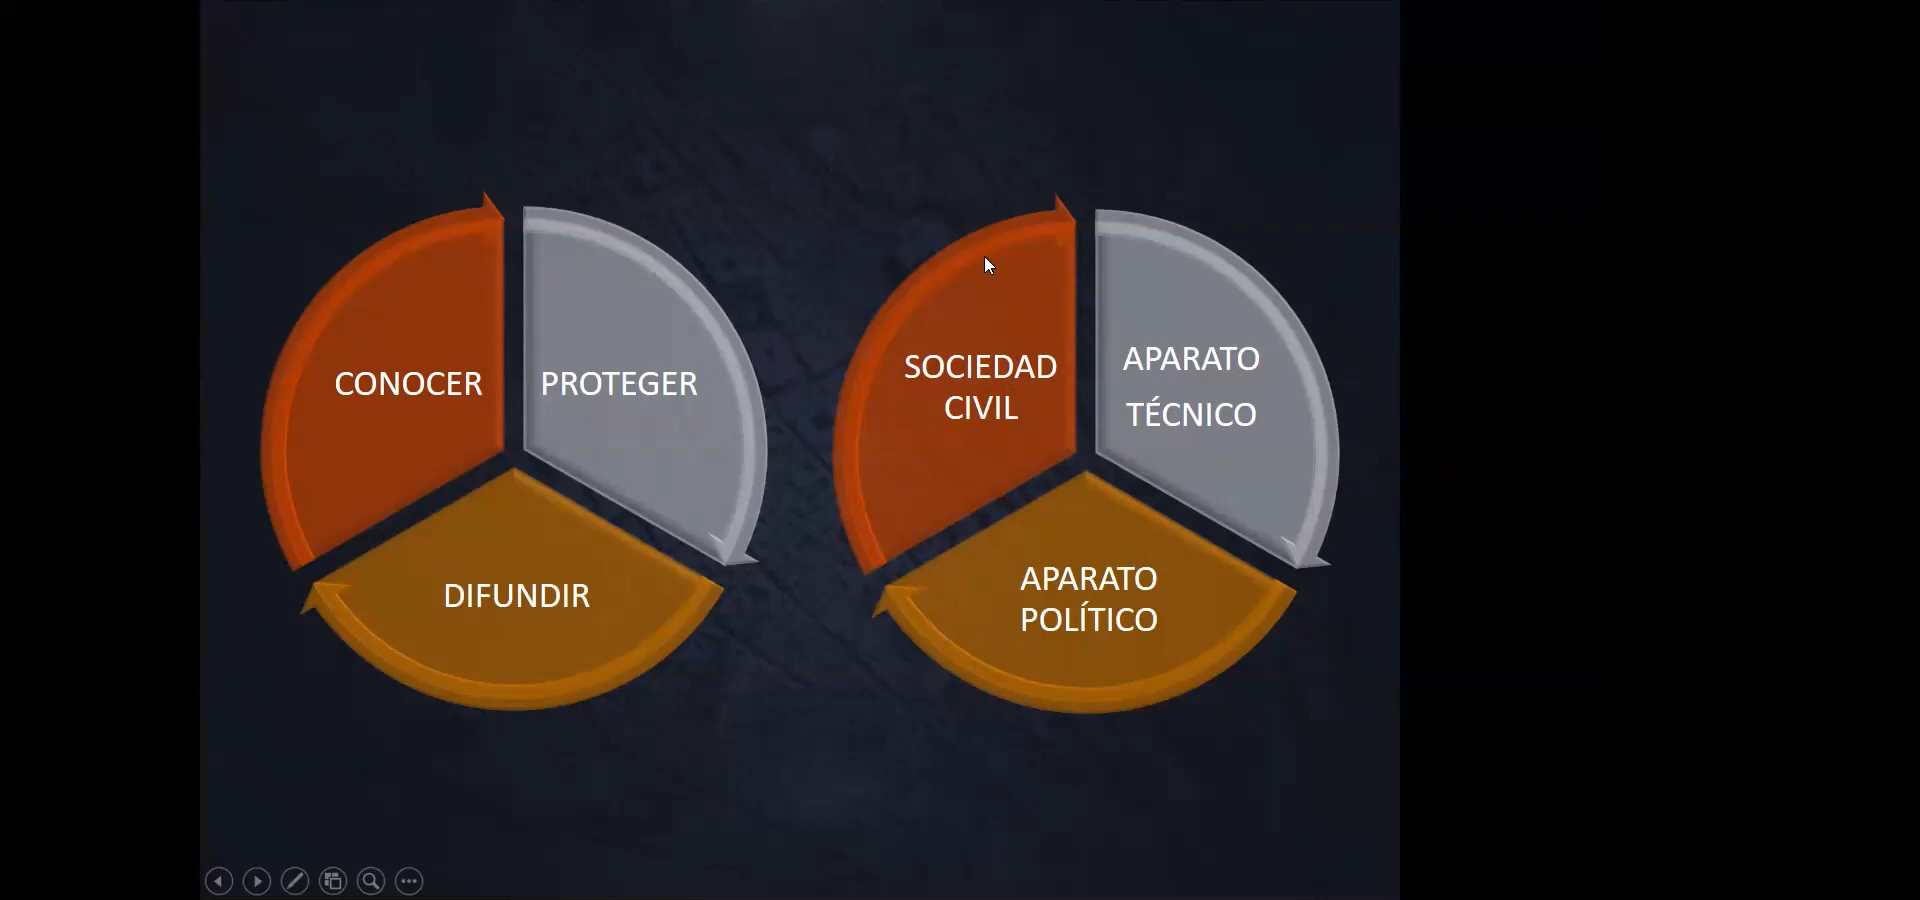 CONOCER
PROTEGER
DIFUNDIR
SOCIEDAD
CIVIL
APARATO
TÉCNICO
APARATO
POLÍTICO